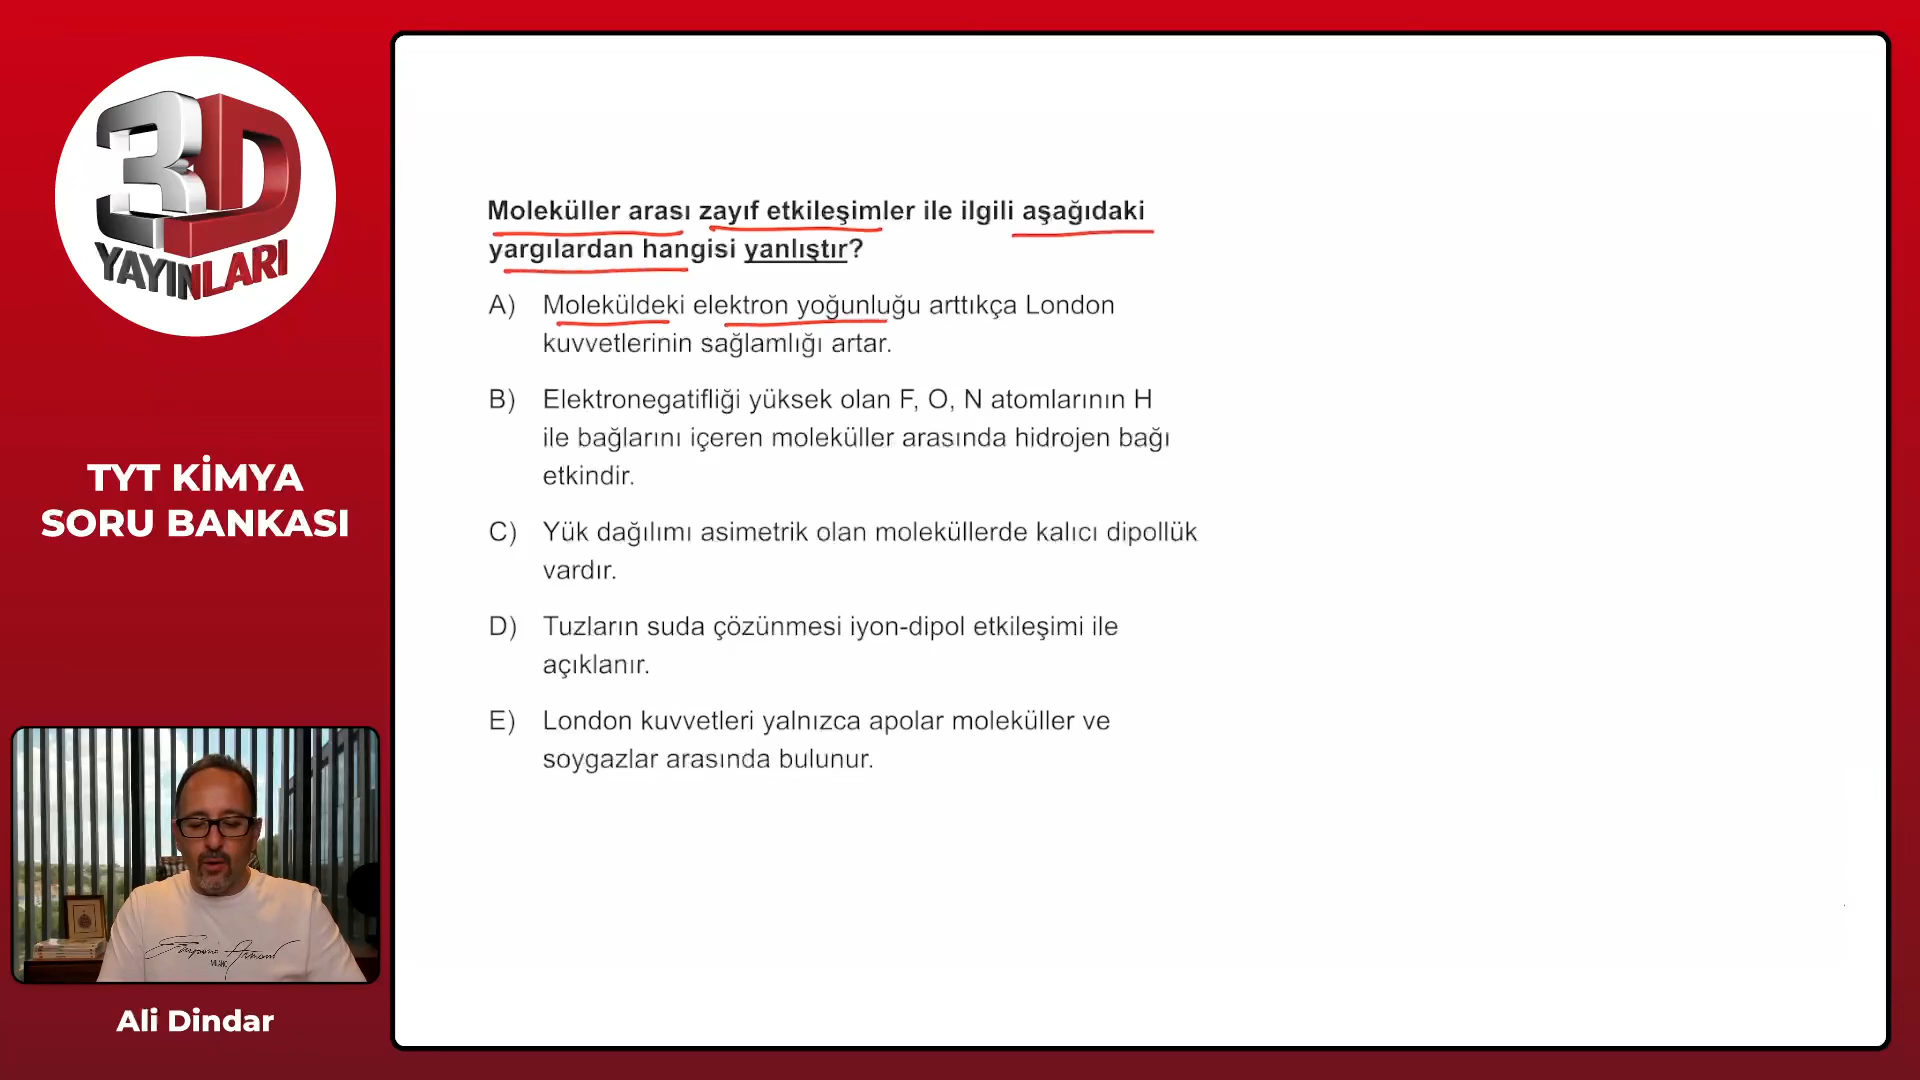 3D
YAYINLARI
TYT KİMYA
SORU BANKASI
Ali Dindar
Moleküller arası zayıf etkileşimler ile ilgili aşağıdaki
yargılardan hangisi yanlıştır?
A) Moleküldeki elektron yoğunluğu arttıkça London
kuvvetlerinin sağlamlığı artar.
B) Elektronegatifliği yüksek olan F, O, N atomlarının H
ile bağlarını içeren moleküller arasında hidrojen bağı
etkindir.
C) Yük dağılımı asimetrik olan moleküllerde kalıcı dipollük
vardır.
D) Tuzların suda çözünmesi iyon-dipol etkileşimi ile
açıklanır.
E) London kuvvetleri yalnızca apolar moleküller ve
soygazlar arasında bulunur.